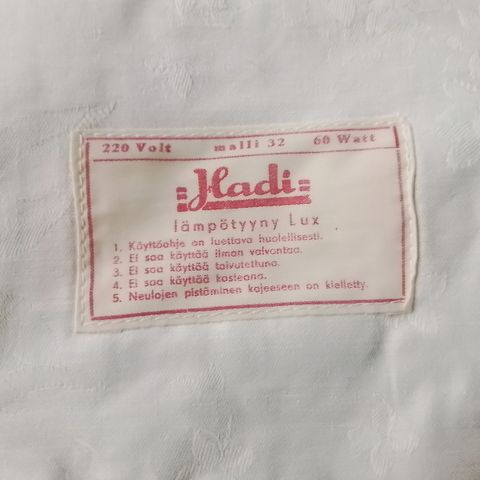 220 Volt malli 32 60 Watt
Hadi
lämpötyyny Lux
1. Käyttöohje on luettava huolellisesti.
2. Ei saa käyttää ilman valvontaa.
3. Ei saa käyttää taivutettuna.
4. Ei saa käyttää kosteana.
5. Neulojen pistäminen kojeeseen on kielletty.